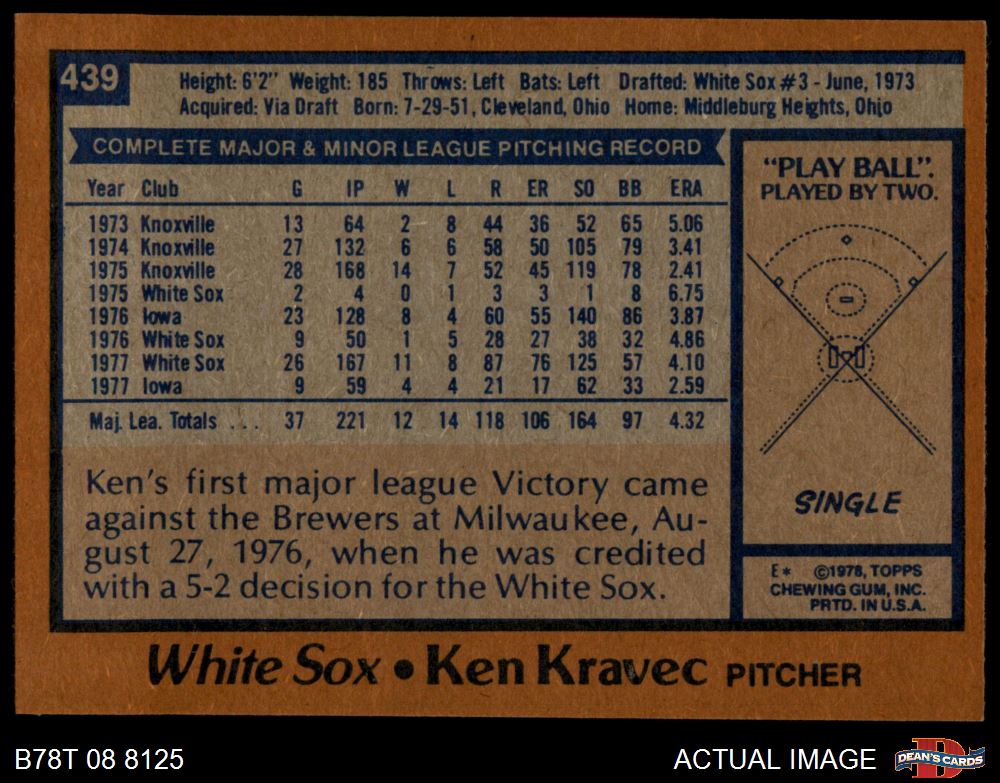 439
Height: 6'2" Weight: 185 Throws: Left Bats: Left Drafted: White Sox #3 - June, 1973
Acquired: Via Draft Born: 7-29-51, Cleveland, Ohio Home: Middleburg Heights, Ohio
COMPLETE MAJOR & MINOR LEAGUE PITCHING RECORD
Year Club G IP W L R ER SO BB ERA
1973 Knoxville 13 64 2 8 44 36 52 65 5.06
1974 Knoxville 27 132 6 6 58 50 105 79 3.41
1975 Knoxville 28 168 14 7 52 45 119 78 2.41
1975 White Sox 2 4 0 1 3 3 1 8 6.75
1976 Iowa 23 128 8 4 60 55 140 86 3.87
1976 White Sox 9 50 1 5 28 27 38 32 4.86
1977 White Sox 26 167 11 8 87 76 125 57 4.10
1977 Iowa 9 59 4 4 21 17 62 33 2.59
Maj. Lea. Totals ... 37 221 12 14 118 106 164 97 4.32
Ken's first major league Victory came
against the Brewers at Milwaukee, Au-
gust 27, 1976, when he was credited
with a 5-2 decision for the White Sox.
"PLAY BALL".
PLAYED BY TWO.
SINGLE
E* ©1978, TOPPS
CHEWING GUM, INC.
PRTD. IN U.S.A.
White Sox • Ken Kravec PITCHER
B78T 08 8125
ACTUAL IMAGE
D
DEAN'S CARDS